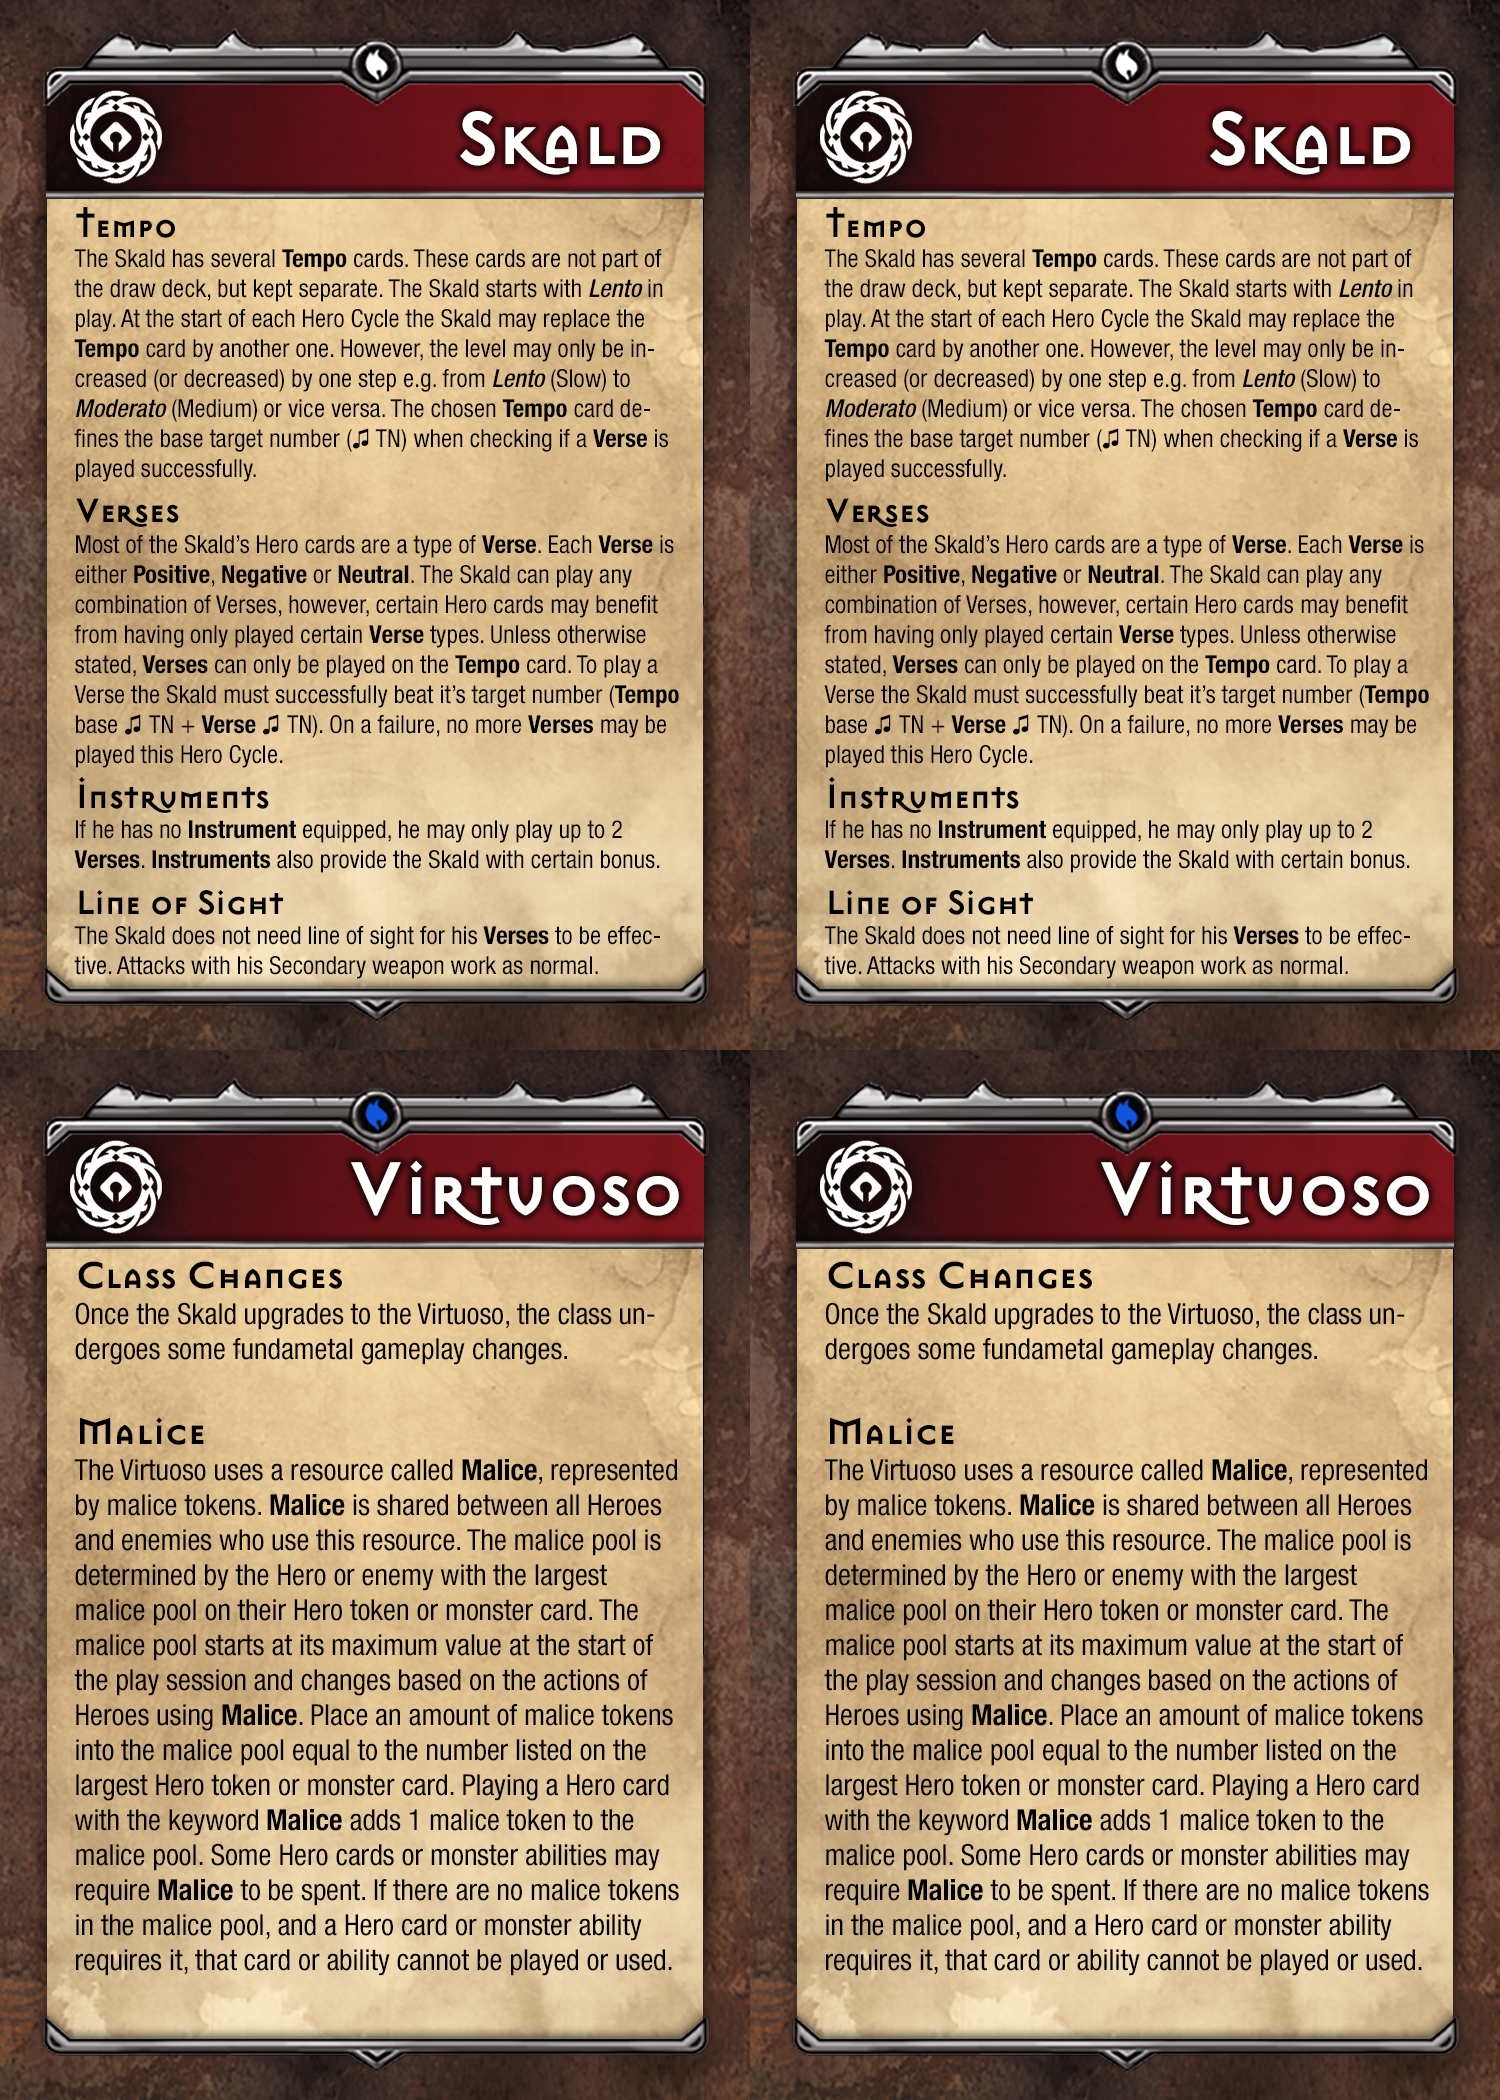 Skald
Tempo
The Skald has several Tempo cards. These cards are not part of
the draw deck, but kept separate. The Skald starts with Lento in
play. At the start of each Hero Cycle the Skald may replace the
Tempo card by another one. However, the level may only be in-
creased (or decreased) by one step e.g. from Lento (Slow) to
Moderato (Medium) or vice versa. The chosen Tempo card de-
fines the base target number (♫ TN) when checking if a Verse is
played successfully.
Verses
Most of the Skald's Hero cards are a type of Verse. Each Verse is
either Positive, Negative or Neutral. The Skald can play any
combination of Verses, however, certain Hero cards may benefit
from having only played certain Verse types. Unless otherwise
stated, Verses can only be played on the Tempo card. To play a
Verse the Skald must successfully beat it's target number (Tempo
base ♫ TN + Verse ♫ TN). On a failure, no more Verses may be
played this Hero Cycle.
Instruments
If he has no Instrument equipped, he may only play up to 2
Verses. Instruments also provide the Skald with certain bonus.
Line of Sight
The Skald does not need line of sight for his Verses to be effec-
tive. Attacks with his Secondary weapon work as normal.
Skald
Tempo
The Skald has several Tempo cards. These cards are not part of
the draw deck, but kept separate. The Skald starts with Lento in
play. At the start of each Hero Cycle the Skald may replace the
Tempo card by another one. However, the level may only be in-
creased (or decreased) by one step e.g. from Lento (Slow) to
Moderato (Medium) or vice versa. The chosen Tempo card de-
fines the base target number (♫ TN) when checking if a Verse is
played successfully.
Verses
Most of the Skald's Hero cards are a type of Verse. Each Verse is
either Positive, Negative or Neutral. The Skald can play any
combination of Verses, however, certain Hero cards may benefit
from having only played certain Verse types. Unless otherwise
stated, Verses can only be played on the Tempo card. To play a
Verse the Skald must successfully beat it's target number (Tempo
base ♫ TN + Verse ♫ TN). On a failure, no more Verses may be
played this Hero Cycle.
Instruments
If he has no Instrument equipped, he may only play up to 2
Verses. Instruments also provide the Skald with certain bonus.
Line of Sight
The Skald does not need line of sight for his Verses to be effec-
tive. Attacks with his Secondary weapon work as normal.
Virtuoso
Class Changes
Once the Skald upgrades to the Virtuoso, the class un-
dergoes some fundametal gameplay changes.
Malice
The Virtuoso uses a resource called Malice, represented
by malice tokens. Malice is shared between all Heroes
and enemies who use this resource. The malice pool is
determined by the Hero or enemy with the largest
malice pool on their Hero token or monster card. The
malice pool starts at its maximum value at the start of
the play session and changes based on the actions of
Heroes using Malice. Place an amount of malice tokens
into the malice pool equal to the number listed on the
largest Hero token or monster card. Playing a Hero card
with the keyword Malice adds 1 malice token to the
malice pool. Some Hero cards or monster abilities may
require Malice to be spent. If there are no malice tokens
in the malice pool, and a Hero card or monster ability
requires it, that card or ability cannot be played or used.
Virtuoso
Class Changes
Once the Skald upgrades to the Virtuoso, the class un-
dergoes some fundametal gameplay changes.
Malice
The Virtuoso uses a resource called Malice, represented
by malice tokens. Malice is shared between all Heroes
and enemies who use this resource. The malice pool is
determined by the Hero or enemy with the largest
malice pool on their Hero token or monster card. The
malice pool starts at its maximum value at the start of
the play session and changes based on the actions of
Heroes using Malice. Place an amount of malice tokens
into the malice pool equal to the number listed on the
largest Hero token or monster card. Playing a Hero card
with the keyword Malice adds 1 malice token to the
malice pool. Some Hero cards or monster abilities may
require Malice to be spent. If there are no malice tokens
in the malice pool, and a Hero card or monster ability
requires it, that card or ability cannot be played or used.